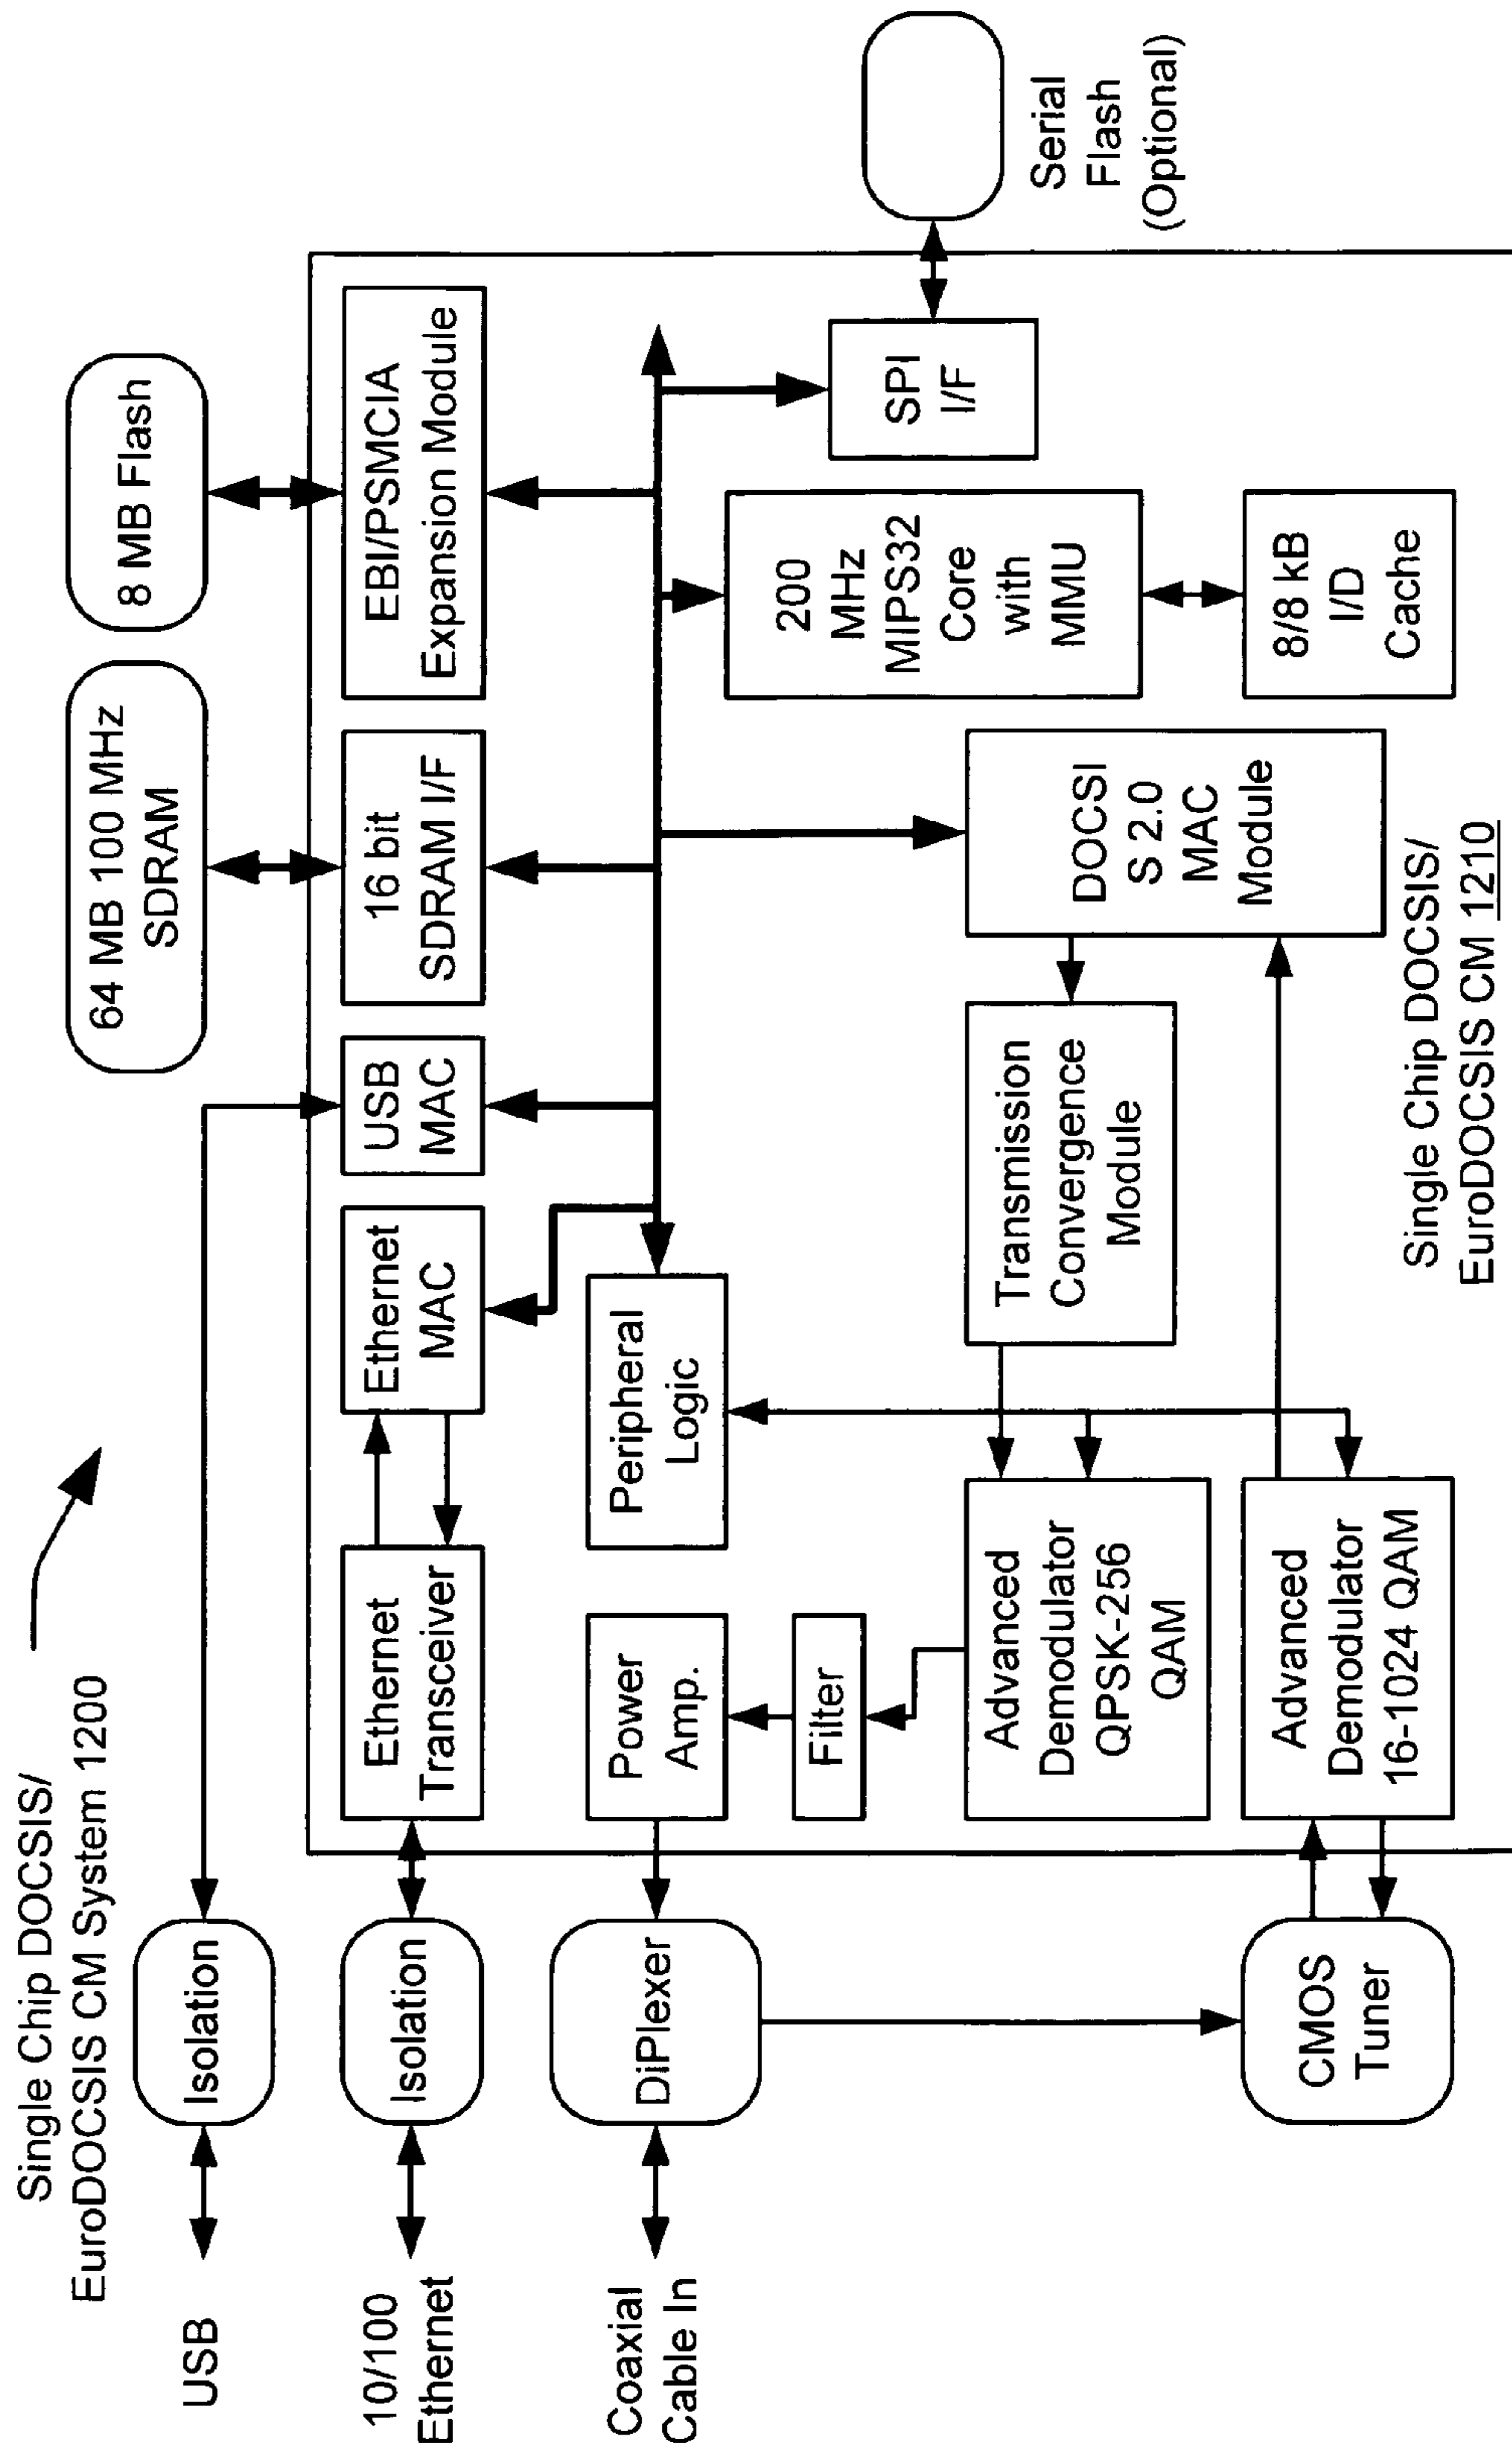 Single Chip DOCSIS/
EuroDOCSIS CM System 1200
USB
Isolation
64 MB 100 MHz
SDRAM
8 MB Flash
10/100
Ethernet
Isolation
Ethernet
Transceiver
Ethernet
MAC
USB
MAC
16 bit
SDRAM I/F
EBI/PSMCIA
Expansion Module
Coaxial
Cable In
DiPlexer
Power
Amp.
Filter
Peripheral
Logic
200
MHz
MIPS32
Core
with
MMU
SPI
I/F
Serial
Flash
(Optional)
Advanced
Demodulator
QPSK-256
QAM
Transmission
Convergence
Module
DOCSI
S 2.0
MAC
Module
8/8 kB
I/D
Cache
CMOS
Tuner
Advanced
Demodulator
16-1024 QAM
Single Chip DOCSIS/
EuroDOCSIS CM 1210